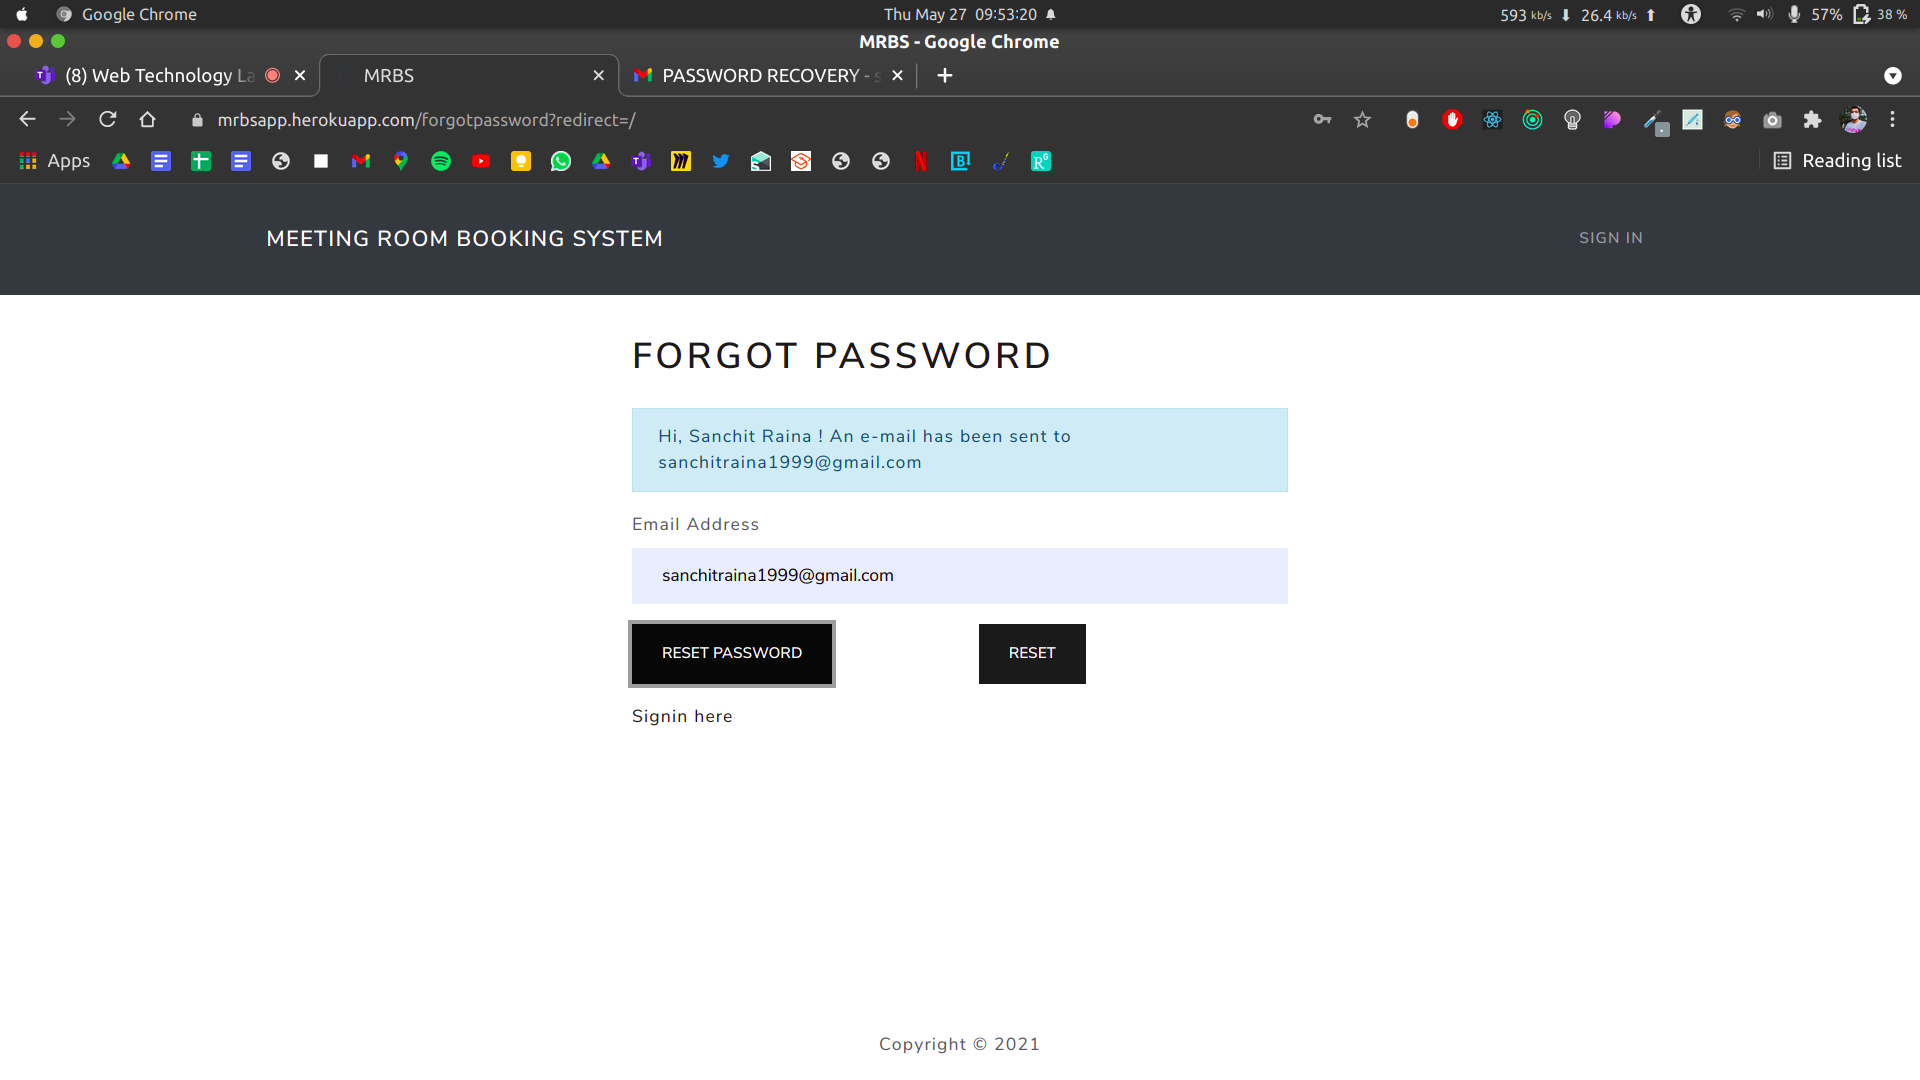 Google Chrome
Thu May 27 09:53:20
593 kb/s 26.4 kb/s 57% 38 %
MRBS - Google Chrome
(8) Web Technology La
MRBS
PASSWORD RECOVERY - s
mrbsapp.herokuapp.com/forgotpassword?redirect=/
Apps
Reading list
MEETING ROOM BOOKING SYSTEM
SIGN IN
FORGOT PASSWORD
Hi, Sanchit Raina ! An e-mail has been sent to
sanchitraina1999@gmail.com
Email Address
sanchitraina1999@gmail.com
RESET PASSWORD
RESET
Signin here
Copyright © 2021